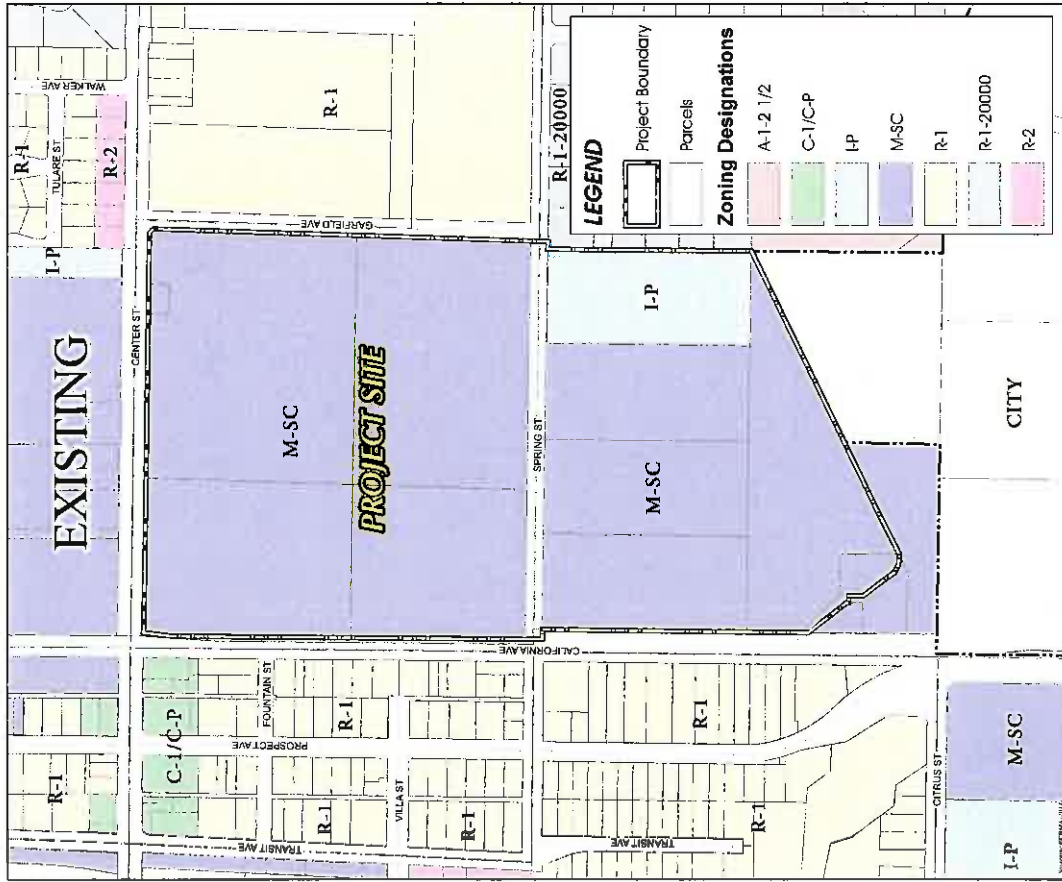 EXISTING
R-1
TULARE ST
WALKER AVE
R-2
I-P
CENTER ST
R-1
C-1/C-P
M-SC
GARFIELD AVE
R-1
FOUNTAIN ST
PROSPECT AVE
R-1
R-1
PROJECT SITE
VILLA ST
R-1
TRANSIT AVE
CALIFORNIA AVE
SPRING ST
R-1-20000
R-1
M-SC
I-P
TRANSIT AVE
R-1
CITRUS ST
I-P
M-SC
CITY
LEGEND
Project Boundary
Parcels
Zoning Designations
A-1-2 1/2
C-1/C-P
I-P
M-SC
R-1
R-1-20000
R-2